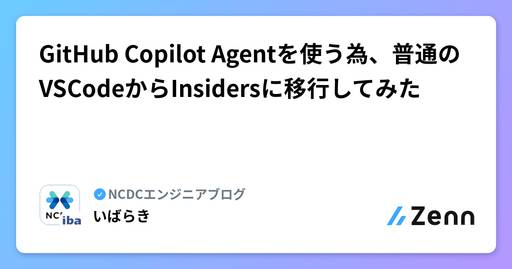 GitHub Copilot Agentを使う為、普通の
VSCodeからInsidersに移行してみた
NCDCエンジニアブログ
いばらき
NC
iba
Zenn